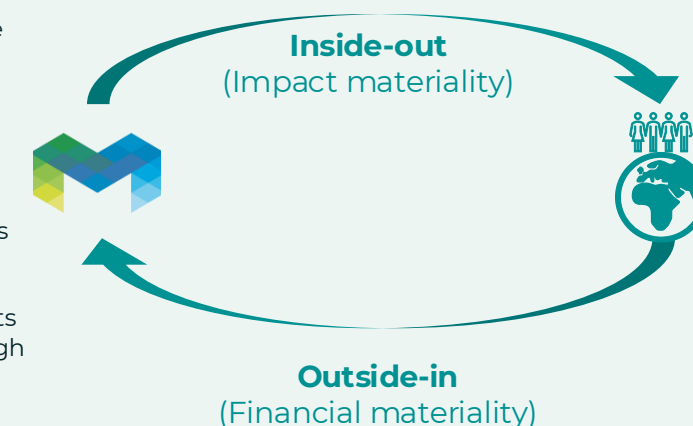 Inside-out
(Impact materiality)
Outside-in
(Financial materiality)